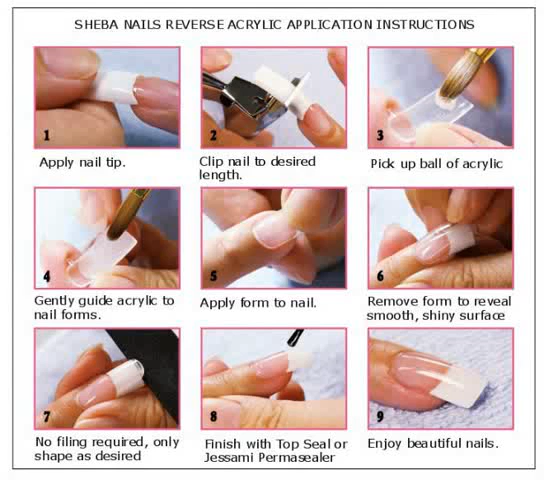 SHEBA NAILS REVERSE ACRYLIC APPLICATION INSTRUCTIONS
1
Apply nail tip.
2
Clip nail to desired
length.
3
Pick up ball of acrylic
4
Gently guide acrylic to
nail forms.
5
Apply form to nail.
6
Remove form to reveal
smooth, shiny surface
7
No filing required, only
shape as desired
8
Finish with Top Seal or
Jessami Permasealer
9
Enjoy beautiful nails.